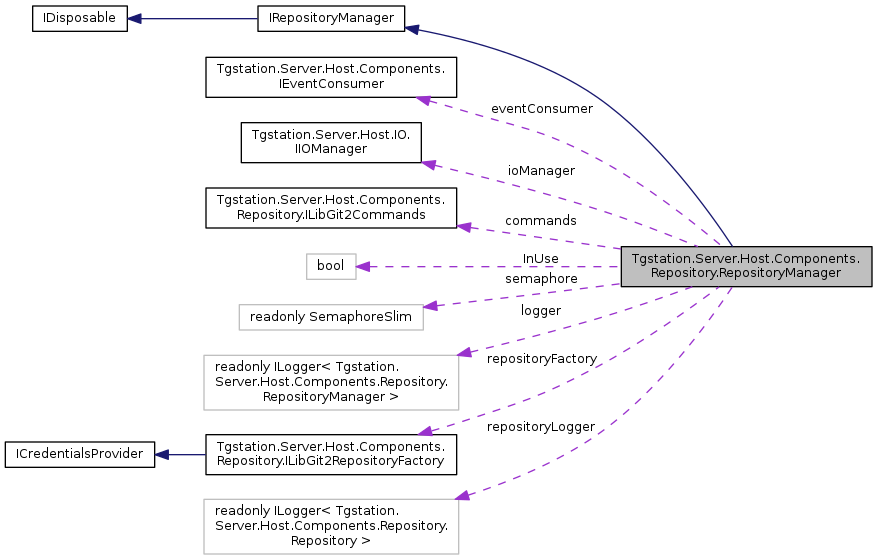 IDisposable
IRepositoryManager
Tgstation.Server.Host.Components.
IEventConsumer
eventConsumer
Tgstation.Server.Host.IO.
IIOManager
ioManager
Tgstation.Server.Host.Components.
Repository.ILibGit2Commands
commands
bool
InUse
Tgstation.Server.Host.Components.
Repository.RepositoryManager
semaphore
readonly SemaphoreSlim
logger
readonly ILogger< Tgstation.
Server.Host.Components.Repository.
RepositoryManager >
repositoryFactory
ICredentialsProvider
Tgstation.Server.Host.Components.
Repository.ILibGit2RepositoryFactory
repositoryLogger
readonly ILogger< Tgstation.
Server.Host.Components.Repository.
Repository >